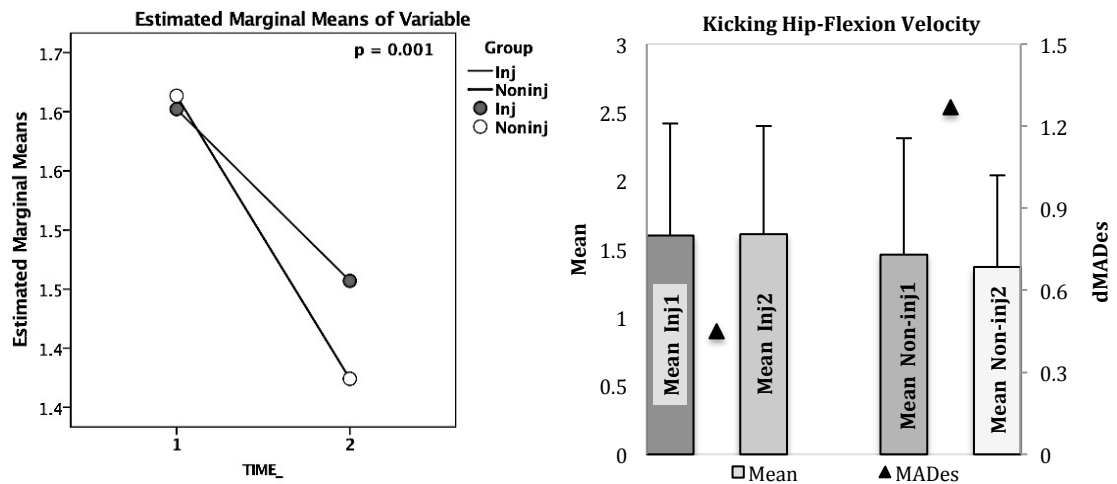 Estimated Marginal Means of Variable
p = 0.001
Group
Inj
Noninj
Inj
Noninj
Estimated Marginal Means
1.7
1.6
1.6
1.5
1.5
1.4
1.4
1
2
TIME_
Kicking Hip-Flexion Velocity
Mean
3
2.5
2
1.5
1
0.5
0
Mean Inj1
Mean Inj2
Mean Non-inj1
Mean Non-inj2
1.5
1.2
0.9
0.6
0.3
0
dMADes
Mean
MADes